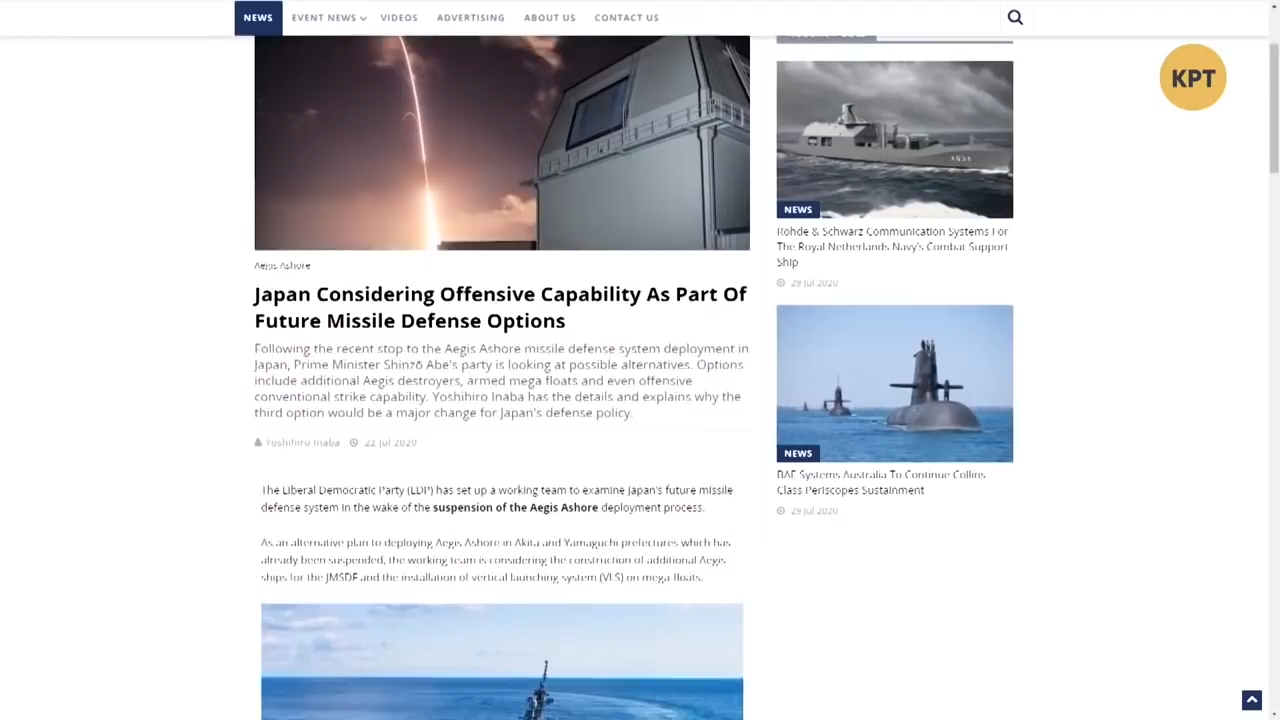 NEWS
EVENT NEWS
VIDEOS
ADVERTISING
ABOUT US
CONTACT US
KPT
Aegis Ashore
Japan Considering Offensive Capability As Part Of
Future Missile Defense Options
Following the recent stop to the Aegis Ashore missile defense system deployment in
Japan, Prime Minister Shinzō Abe's party is looking at possible alternatives. Options
include additional Aegis destroyers, armed mega floats and even offensive
conventional strike capability. Yoshihiro Inaba has the details and explains why the
third option would be a major change for Japan's defense policy.
Yoshihiro Inaba 22 Jul 2020
The Liberal Democratic Party (LDP) has set up a working team to examine Japan's future missile
defense system in the wake of the suspension of the Aegis Ashore deployment process.
As an alternative plan to deploying Aegis Ashore in Akita and Yamaguchi prefectures which has
already been suspended, the working team is considering the construction of additional Aegis
ships for the JMSDF and the installation of vertical launching system (VLS) on mega floats.
NEWS
Rohde & Schwarz Communication Systems For
The Royal Netherlands Navy's Combat Support
Ship
29 Jul 2020
NEWS
BAE Systems Australia To Continue Collins
Class Periscopes Sustainment
29 Jul 2020